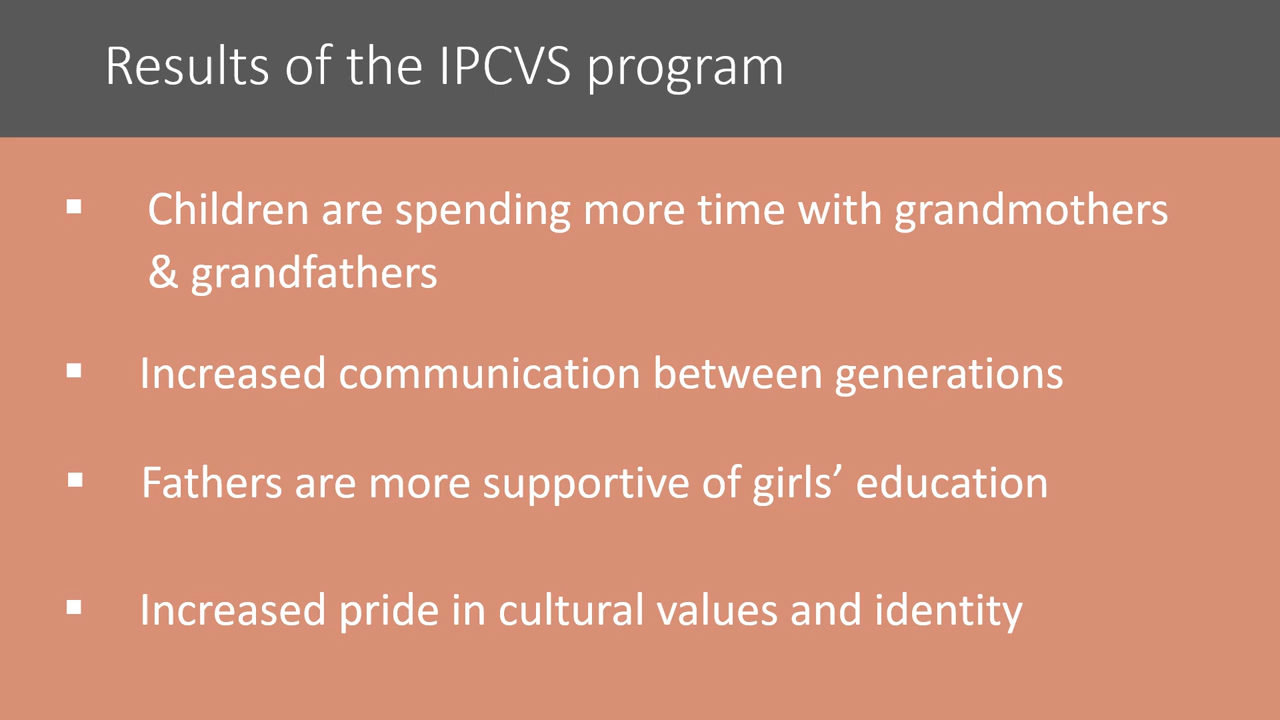 Results of the IPCVS program
▪ Children are spending more time with grandmothers
& grandfathers
▪ Increased communication between generations
▪ Fathers are more supportive of girls’ education
▪ Increased pride in cultural values and identity